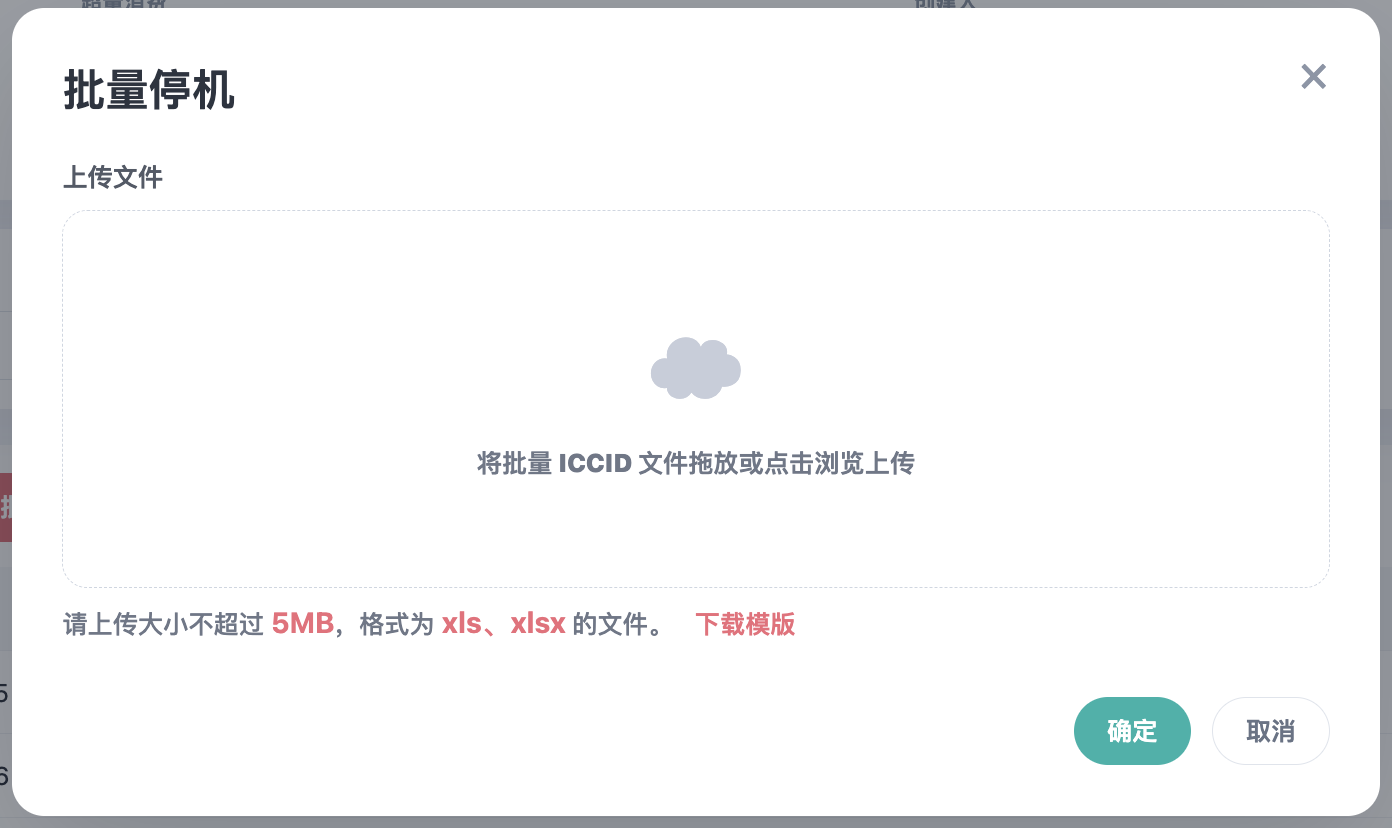 批量停机
上传文件
将批量 ICCID 文件拖放或点击浏览上传
请上传大小不超过 5MB，格式为 xls、xlsx 的文件。 下载模版
5
6
确定
取消